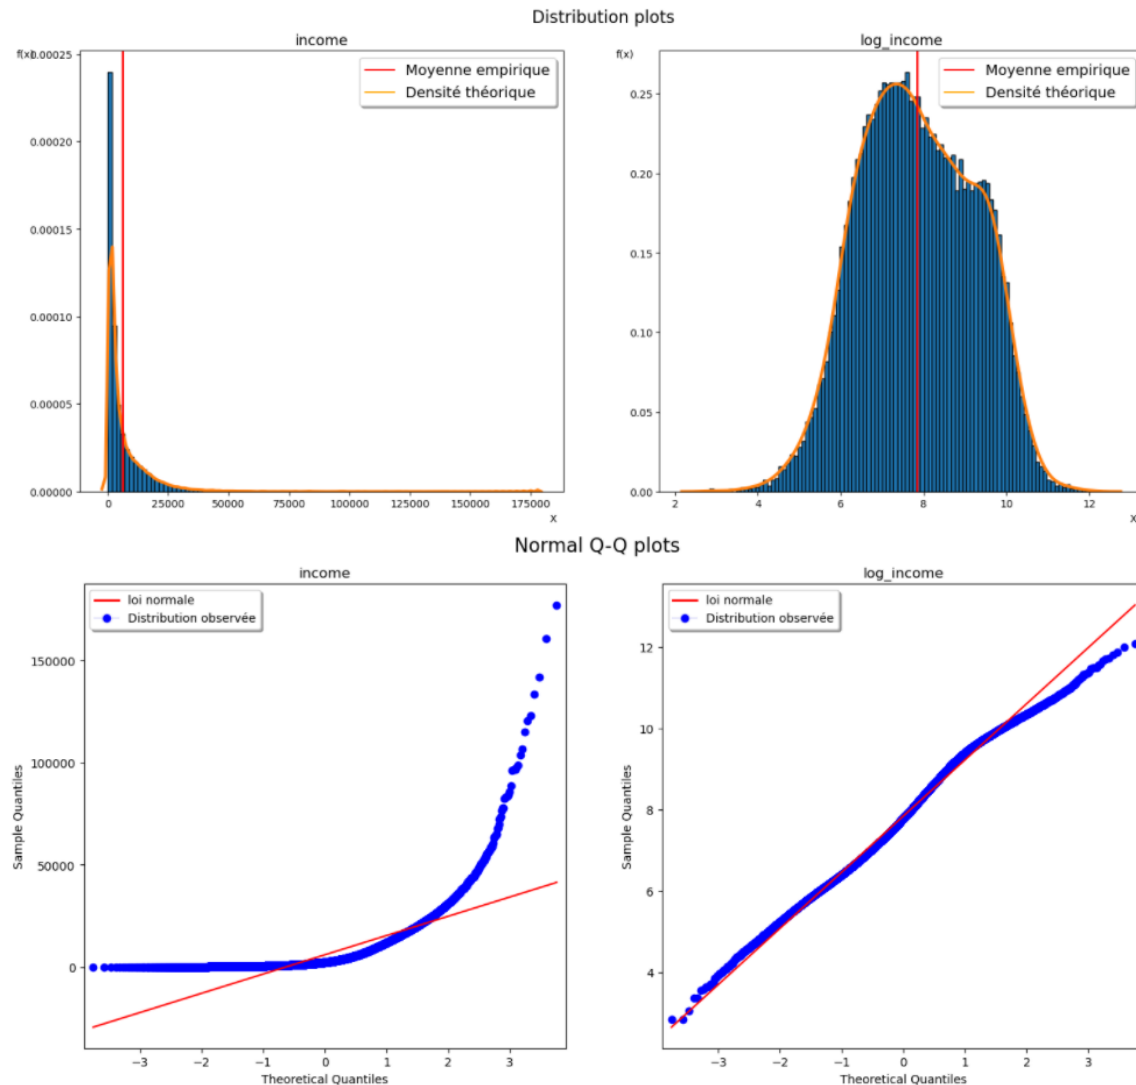 Distribution plots
income
f(x)
0.00025
0.00020
0.00015
0.00010
0.00005
0.00000
0 25000 50000 75000 100000 125000 150000 175000
x
Moyenne empirique
Densité théorique
log_income
f(x)
0.25
0.20
0.15
0.10
0.05
0.00
2 4 6 8 10 12
x
Moyenne empirique
Densité théorique
Normal Q-Q plots
income
loi normale
Distribution observée
Sample Quantiles
150000
100000
50000
0
−3 −2 −1 0 1 2 3
Theoretical Quantiles
log_income
loi normale
Distribution observée
Sample Quantiles
12
10
8
6
4
−3 −2 −1 0 1 2 3
Theoretical Quantiles